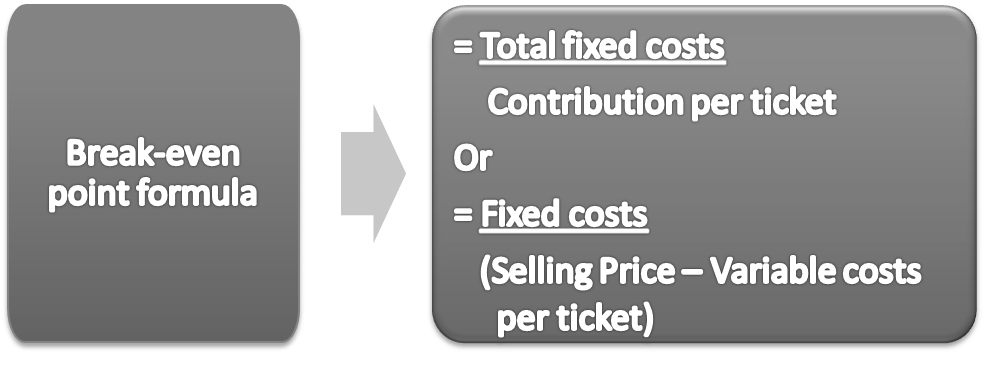 Break-even
point formula
= Total fixed costs
Contribution per ticket
Or
= Fixed costs
(Selling Price – Variable costs
per ticket)